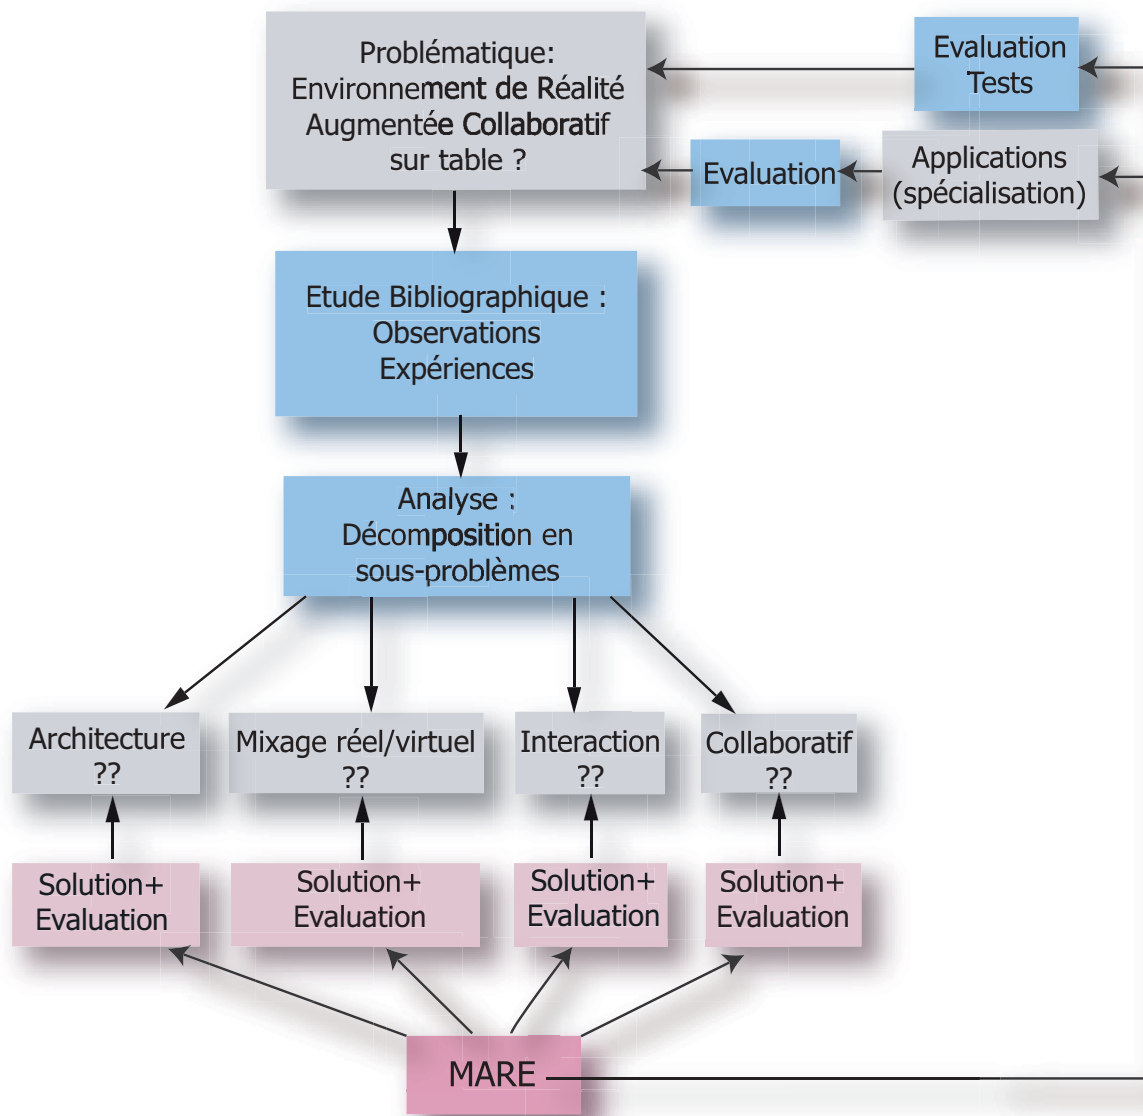 Problématique:
Environnement de Réalité
Augmentée Collaboratif
sur table ?
Evaluation
Tests
Evaluation
Applications
(spécialisation)
Etude Bibliographique :
Observations
Expériences
Analyse :
Décomposition en
sous-problèmes
Architecture
??
Mixage réel/virtuel
??
Interaction
??
Collaboratif
??
Solution+
Evaluation
Solution+
Evaluation
Solution+
Evaluation
Solution+
Evaluation
MARE